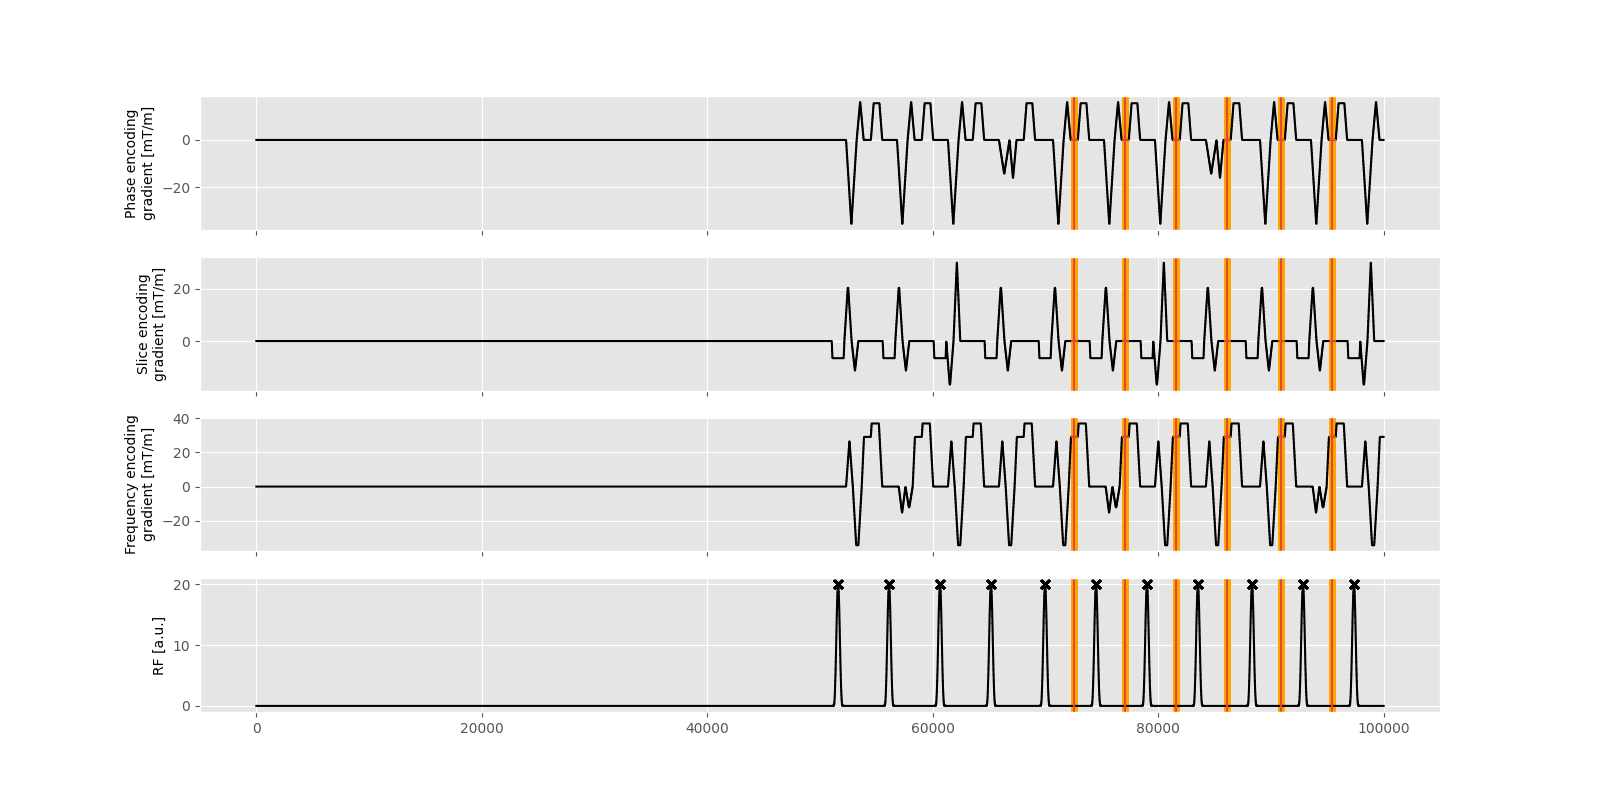 Phase encoding
gradient [mT/m]
0
−20
Slice encoding
gradient [mT/m]
20
0
Frequency encoding
gradient [mT/m]
40
20
0
−20
RF [a.u.]
20
10
0
0 20000 40000 60000 80000 100000